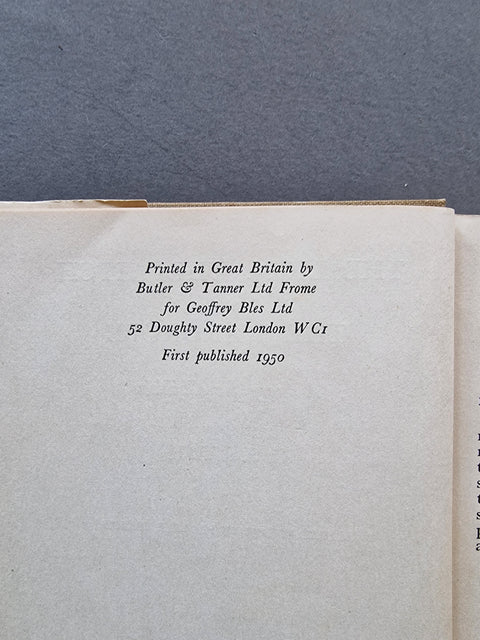 Printed in Great Britain by
Butler & Tanner Ltd Frome
for Geoffrey Bles Ltd
52 Doughty Street London WC1
First published 1950